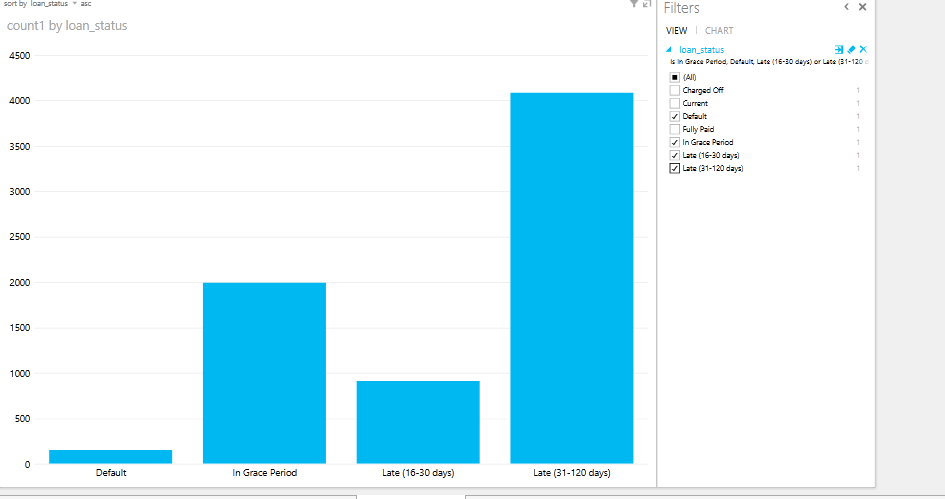 sort by loan_status asc
count1 by loan_status
4500
4000
3500
3000
2500
2000
1500
1000
500
0
Default In Grace Period Late (16-30 days) Late (31-120 days)
Filters
VIEW | CHART
loan_status
Is In Grace Period, Default, Late (16-30 days) or Late (31-120 d
(All)
Charged Off 1
Current 1
Default 1
Fully Paid 1
In Grace Period 1
Late (16-30 days) 1
Late (31-120 days) 1